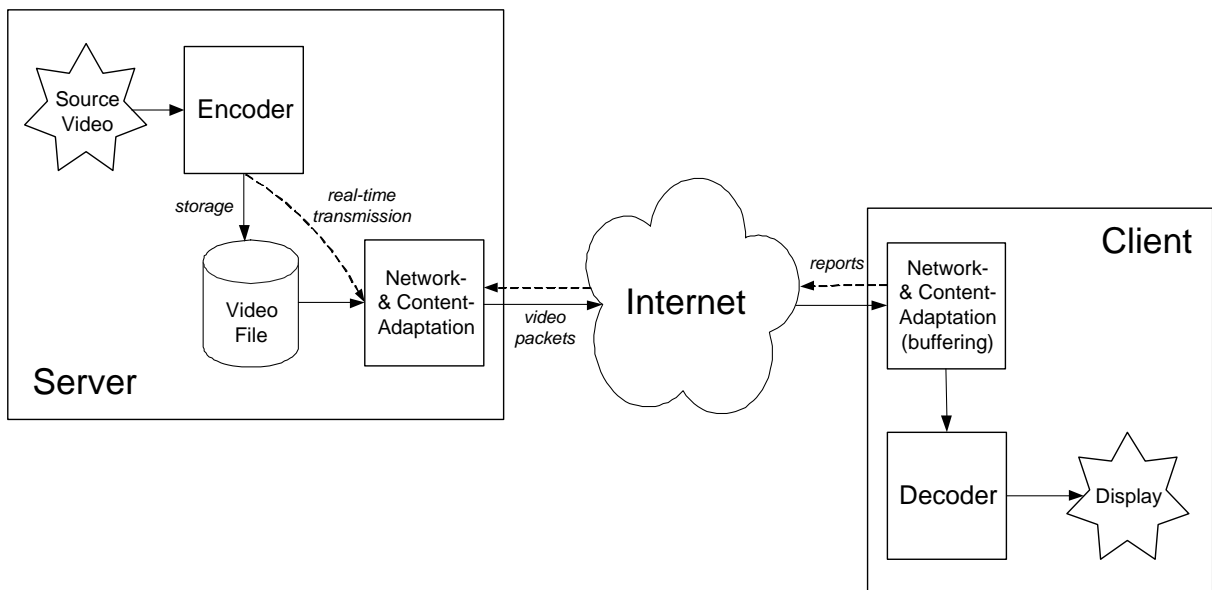 Source
Video
Encoder
storage
real-time
transmission
Video
File
Network-
& Content-
Adaptation
video
packets
Server
Internet
reports
Client
Network-
& Content-
Adaptation
(buffering)
Decoder
Display